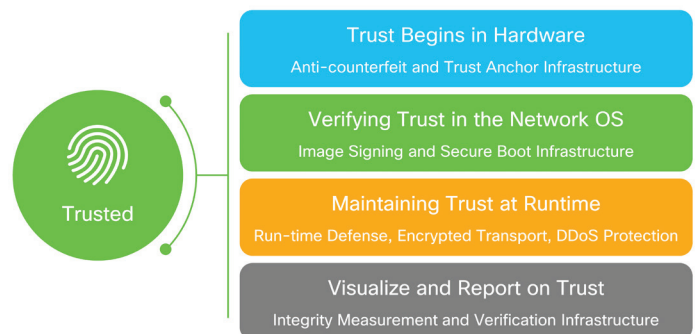 Trusted
Trust Begins in Hardware
Anti-counterfeit and Trust Anchor Infrastructure
Verifying Trust in the Network OS
Image Signing and Secure Boot Infrastructure
Maintaining Trust at Runtime
Run-time Defense, Encrypted Transport, DDoS Protection
Visualize and Report on Trust
Integrity Measurement and Verification Infrastructure